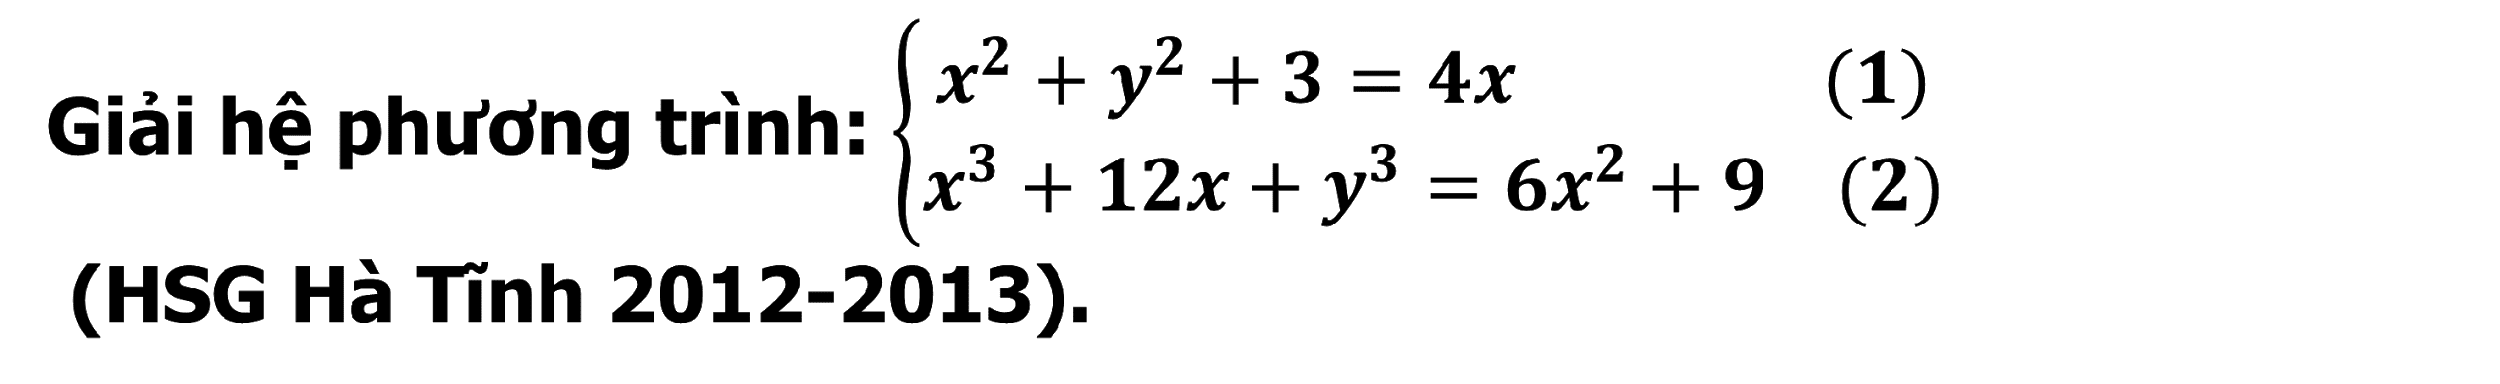 Giải hệ phương trình: { x² + y² + 3 = 4x (1)
x³ + 12x + y³ = 6x² + 9 (2)
(HSG Hà Tĩnh 2012-2013).